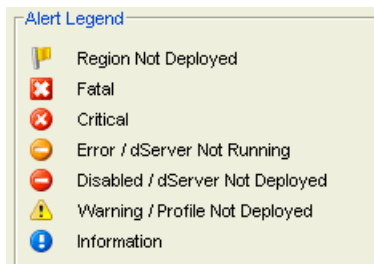 Alert Legend
Region Not Deployed
Fatal
Critical
Error / dServer Not Running
Disabled / dServer Not Deployed
Warning / Profile Not Deployed
Information